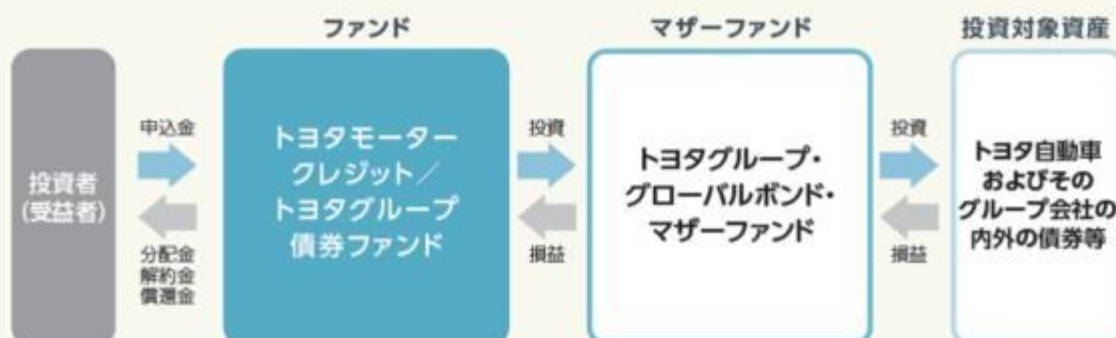 ファンド
マザーファンド
投資対象資産
投資者
(受益者)
申込金
分配金
解約金
償還金
トヨタモーター
クレジット／
トヨタグループ
債券ファンド
投資
損益
トヨタグループ・
グローバルボンド・
マザーファンド
投資
損益
トヨタ自動車
およびその
グループ会社の
内外の債券等